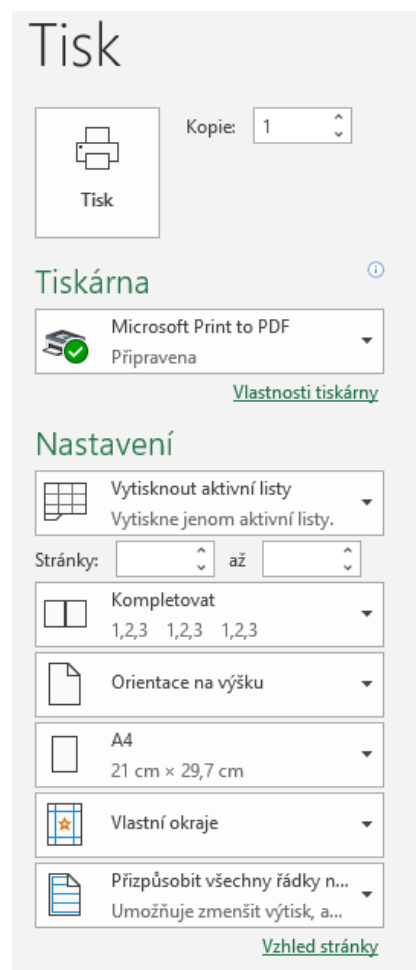 Tisk
Kopie: 1
Tisk
Tiskárna
Microsoft Print to PDF
Připravena
Vlastnosti tiskárny
Nastavení
Vytisknout aktivní listy
Vytiskne jenom aktivní listy.
Stránky: až
Kompletovat
1,2,3 1,2,3 1,2,3
Orientace na výšku
A4
21 cm × 29,7 cm
Vlastní okraje
Přizpůsobit všechny řádky n...
Umožňuje zmenšit výtisk, a...
Vzhled stránky